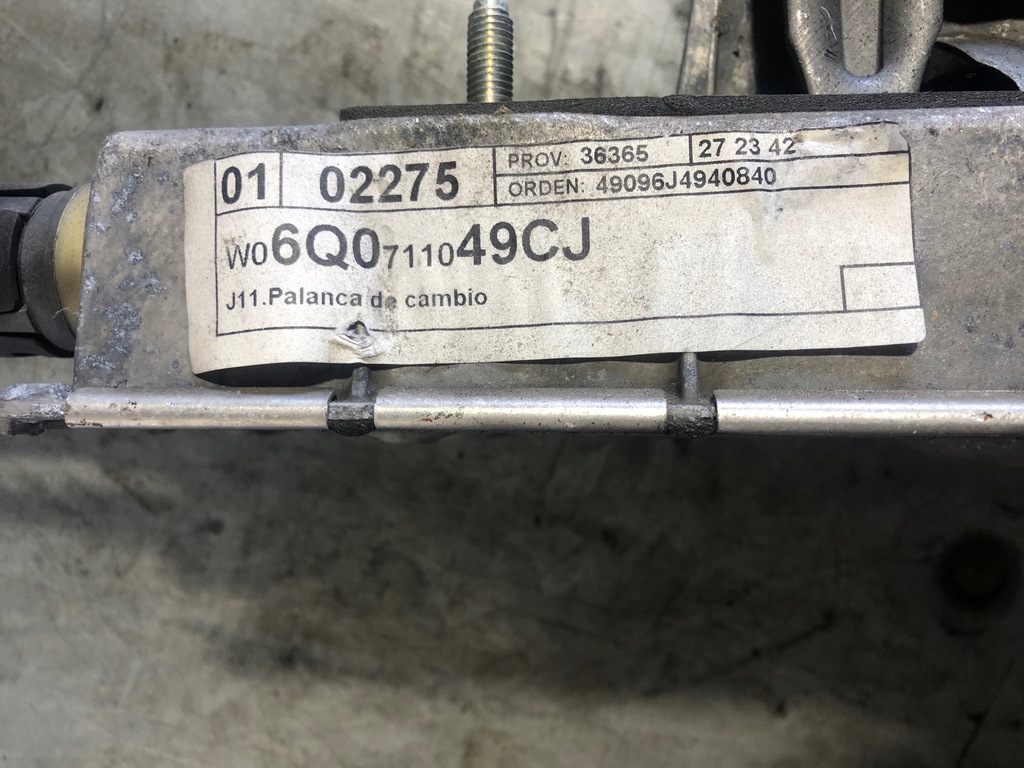 01 02275 PROV: 36365 27 23 42
ORDEN: 49096J4940840
W06Q0711049CJ
J11.Palanca de cambio